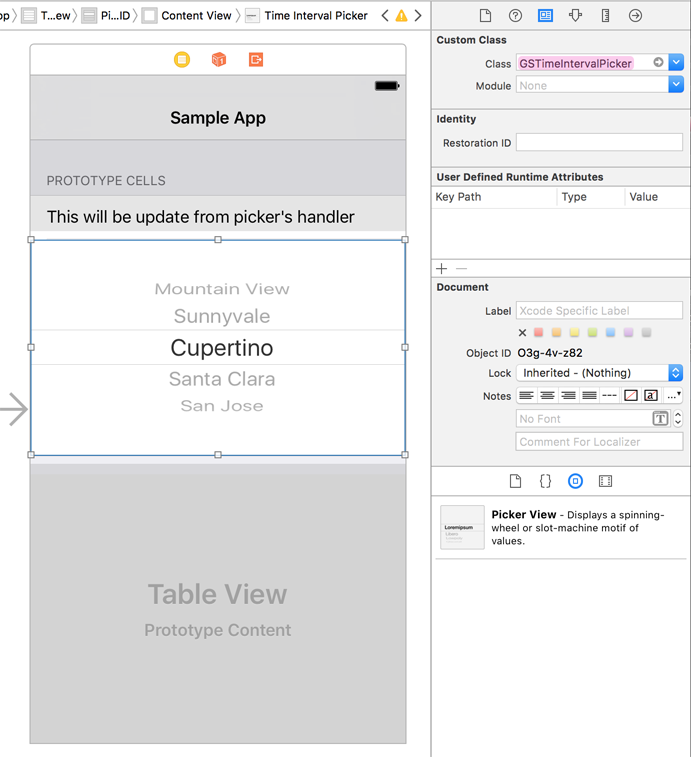 op T...ew Pi...ID Content View Time Interval Picker
Sample App
PROTOTYPE CELLS
This will be update from picker's handler
Mountain View
Sunnyvale
Cupertino
Santa Clara
San Jose
Table View
Prototype Content
Custom Class
Class GSTimeIntervalPicker
Module None
Identity
Restoration ID
User Defined Runtime Attributes
Key Path Type Value
Document
Label Xcode Specific Label
Object ID O3g-4v-z82
Lock Inherited - (Nothing)
Notes
No Font
Comment For Localizer
Picker View - Displays a spinning-
wheel or slot-machine motif of
values.